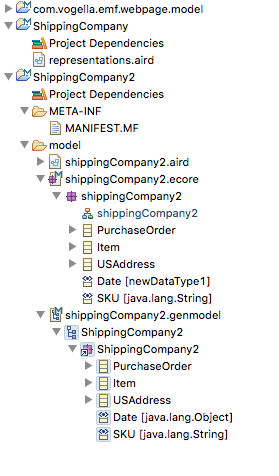 com.vogella.emf.webpage.model
ShippingCompany
Project Dependencies
representations.aird
ShippingCompany2
Project Dependencies
META-INF
MANIFEST.MF
model
shippingCompany2.aird
shippingCompany2.ecore
shippingCompany2
shippingCompany2
PurchaseOrder
Item
USAddress
Date [newDataType1]
SKU [java.lang.String]
shippingCompany2.genmodel
ShippingCompany2
ShippingCompany2
PurchaseOrder
Item
USAddress
Date [java.lang.Object]
SKU [java.lang.String]